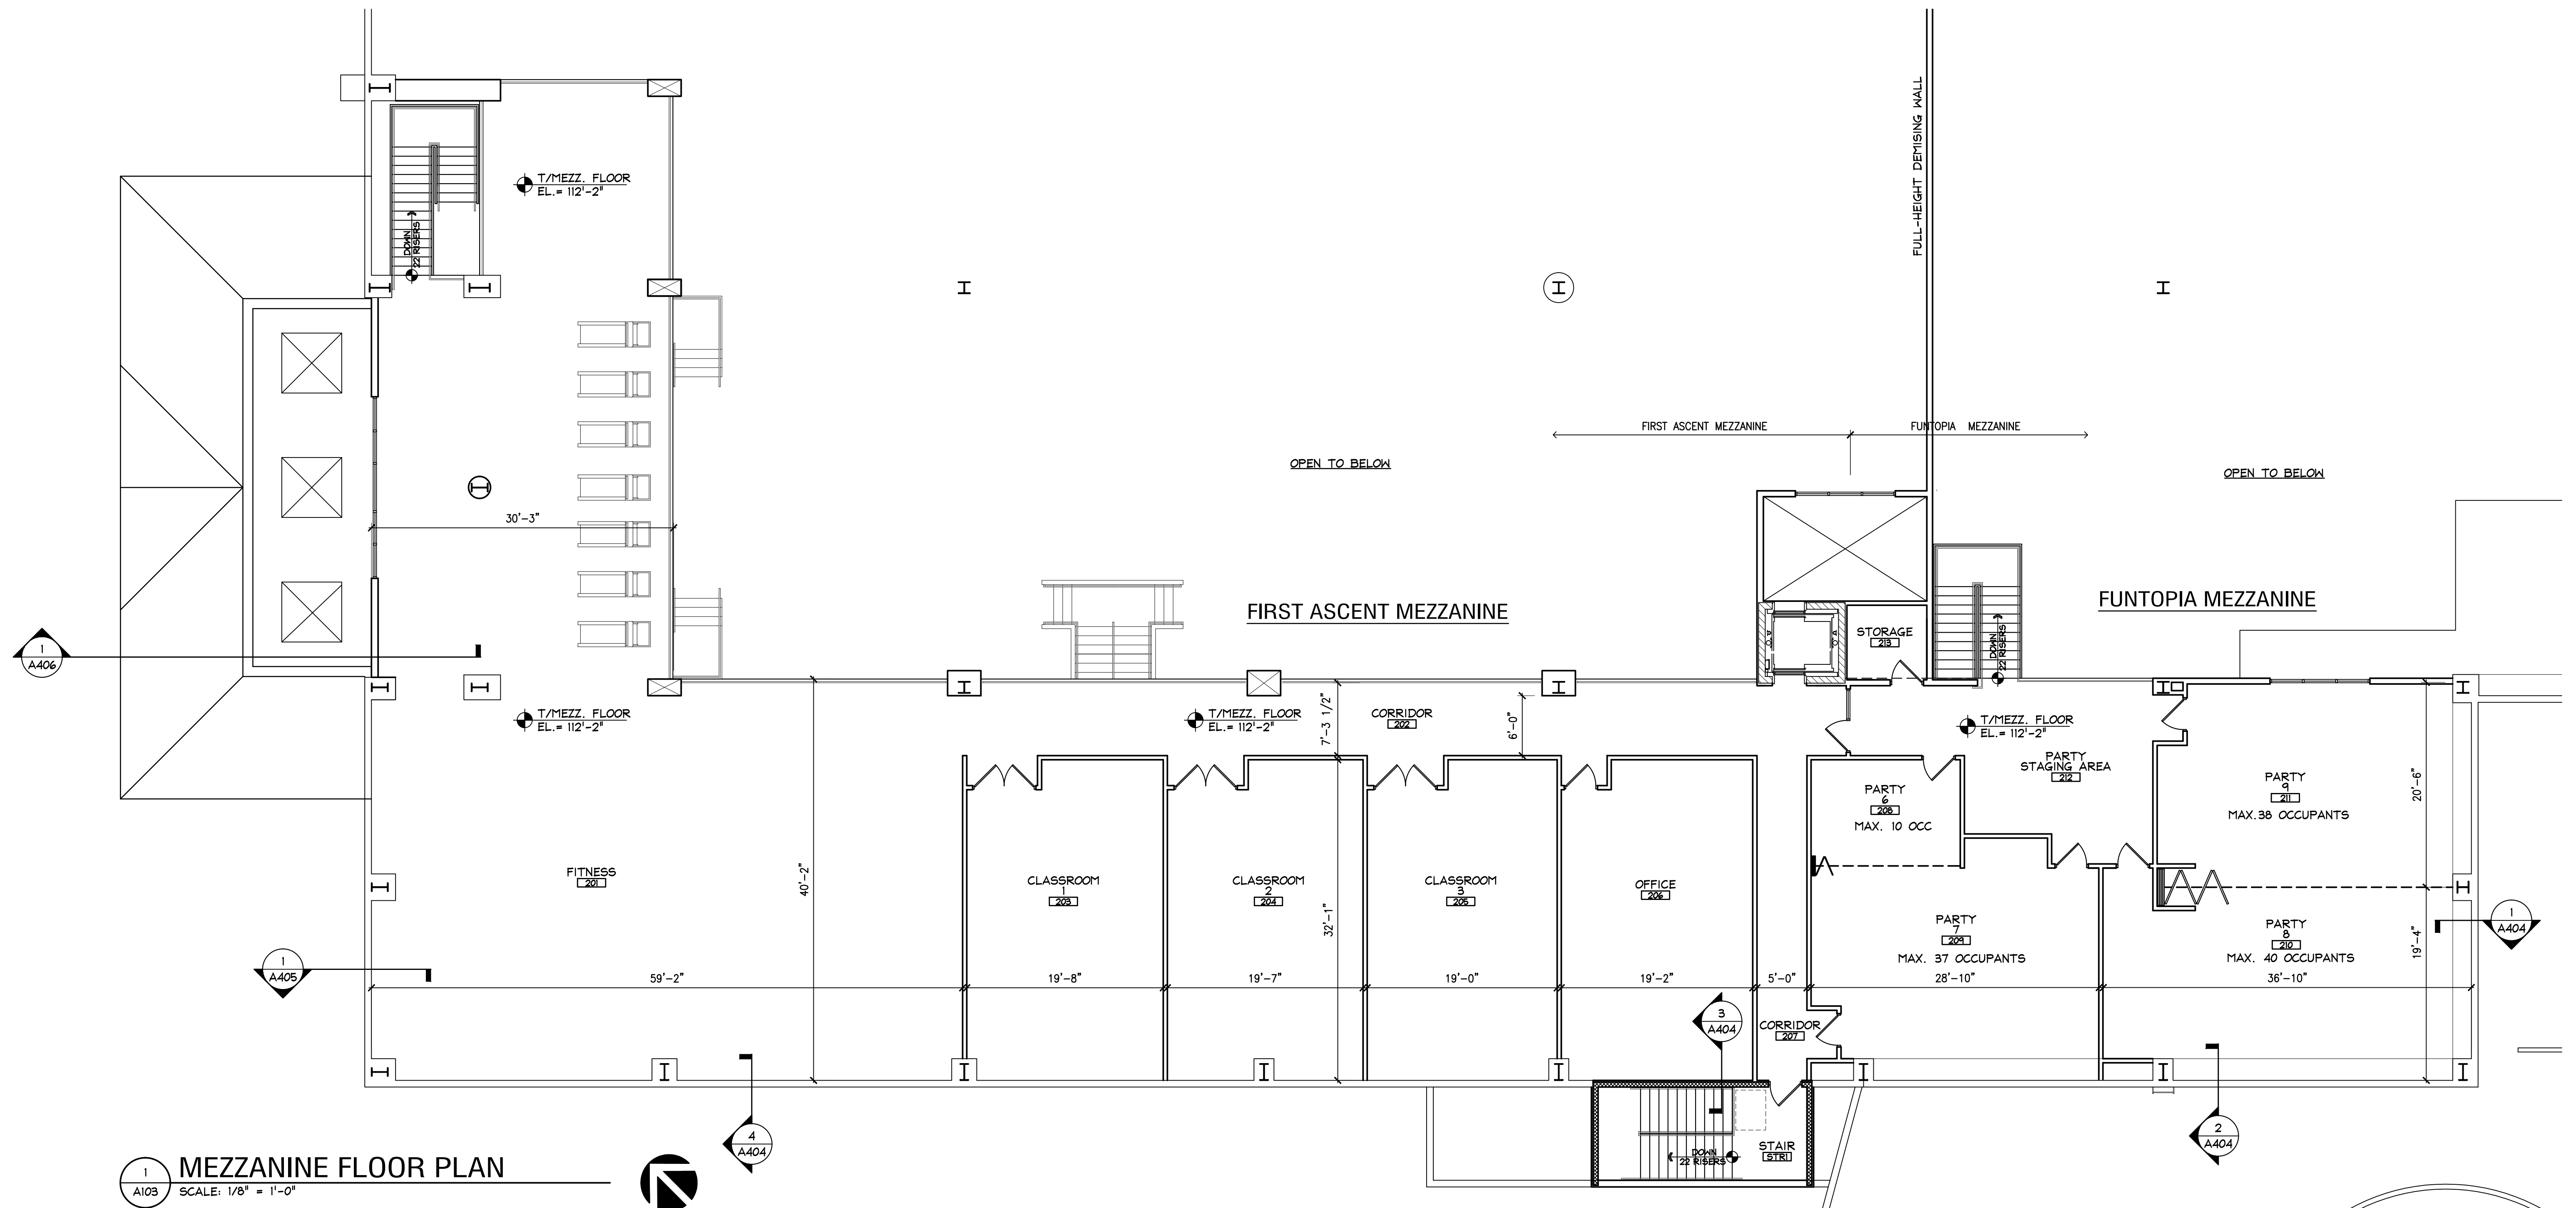 FULL-HEIGHT DEMISING WALL
T/MEZZ. FLOOR
EL.= 112'-2"
DOWN
22 RISERS
FIRST ASCENT MEZZANINE
FUNTOPIA MEZZANINE
OPEN TO BELOW
OPEN TO BELOW
30'-3"
FIRST ASCENT MEZZANINE
FUNTOPIA MEZZANINE
STORAGE
213
DOWN
22 RISERS
1
A406
T/MEZZ. FLOOR
EL.= 112'-2"
T/MEZZ. FLOOR
EL.= 112'-2"
7'-3 1/2"
CORRIDOR
202
6'-0"
T/MEZZ. FLOOR
EL.= 112'-2"
PARTY
STAGING AREA
212
PARTY
9
211
MAX.38 OCCUPANTS
20'-6"
PARTY
6
208
MAX. 10 OCC
FITNESS
201
40'-2"
CLASSROOM
1
203
CLASSROOM
2
204
CLASSROOM
3
205
OFFICE
206
32'-1"
PARTY
7
209
MAX. 37 OCCUPANTS
PARTY
8
210
MAX. 40 OCCUPANTS
19'-4"
1
A404
1
A405
59'-2"
19'-8"
19'-7"
19'-0"
19'-2"
5'-0"
28'-10"
36'-10"
3
A404
CORRIDOR
207
4
A404
2
A404
STAIR
STR1
DOWN
22 RISERS
1
A103
MEZZANINE FLOOR PLAN
SCALE: 1/8" = 1'-0"